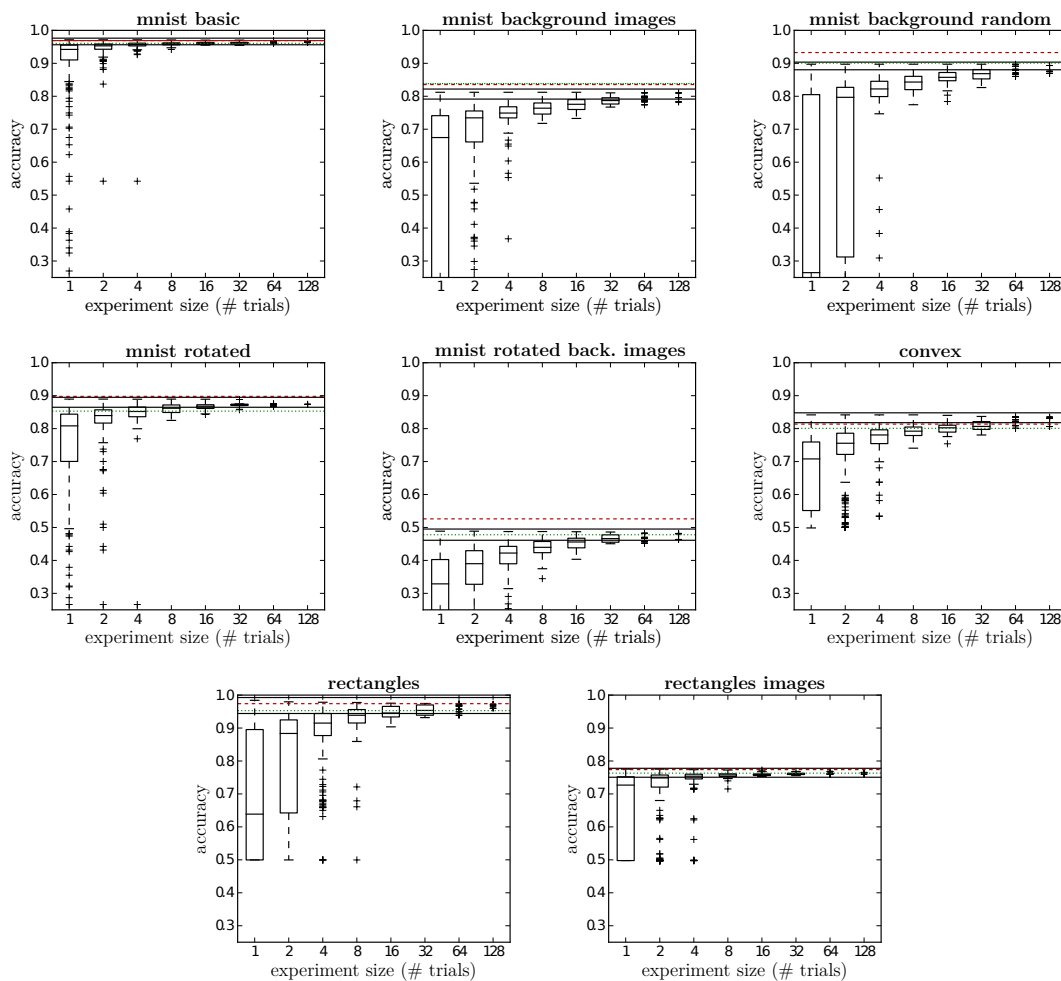 mnist basic
1.0
0.9
0.8
0.7
0.6
0.5
0.4
0.3
accuracy
1 2 4 8 16 32 64 128
experiment size (# trials)
mnist background images
1.0
0.9
0.8
0.7
0.6
0.5
0.4
0.3
accuracy
1 2 4 8 16 32 64 128
experiment size (# trials)
mnist background random
1.0
0.9
0.8
0.7
0.6
0.5
0.4
0.3
accuracy
1 2 4 8 16 32 64 128
experiment size (# trials)
mnist rotated
1.0
0.9
0.8
0.7
0.6
0.5
0.4
0.3
accuracy
1 2 4 8 16 32 64 128
experiment size (# trials)
mnist rotated back. images
1.0
0.9
0.8
0.7
0.6
0.5
0.4
0.3
accuracy
1 2 4 8 16 32 64 128
experiment size (# trials)
convex
1.0
0.9
0.8
0.7
0.6
0.5
0.4
0.3
accuracy
1 2 4 8 16 32 64 128
experiment size (# trials)
rectangles
1.0
0.9
0.8
0.7
0.6
0.5
0.4
0.3
accuracy
1 2 4 8 16 32 64 128
experiment size (# trials)
rectangles images
1.0
0.9
0.8
0.7
0.6
0.5
0.4
0.3
accuracy
1 2 4 8 16 32 64 128
experiment size (# trials)